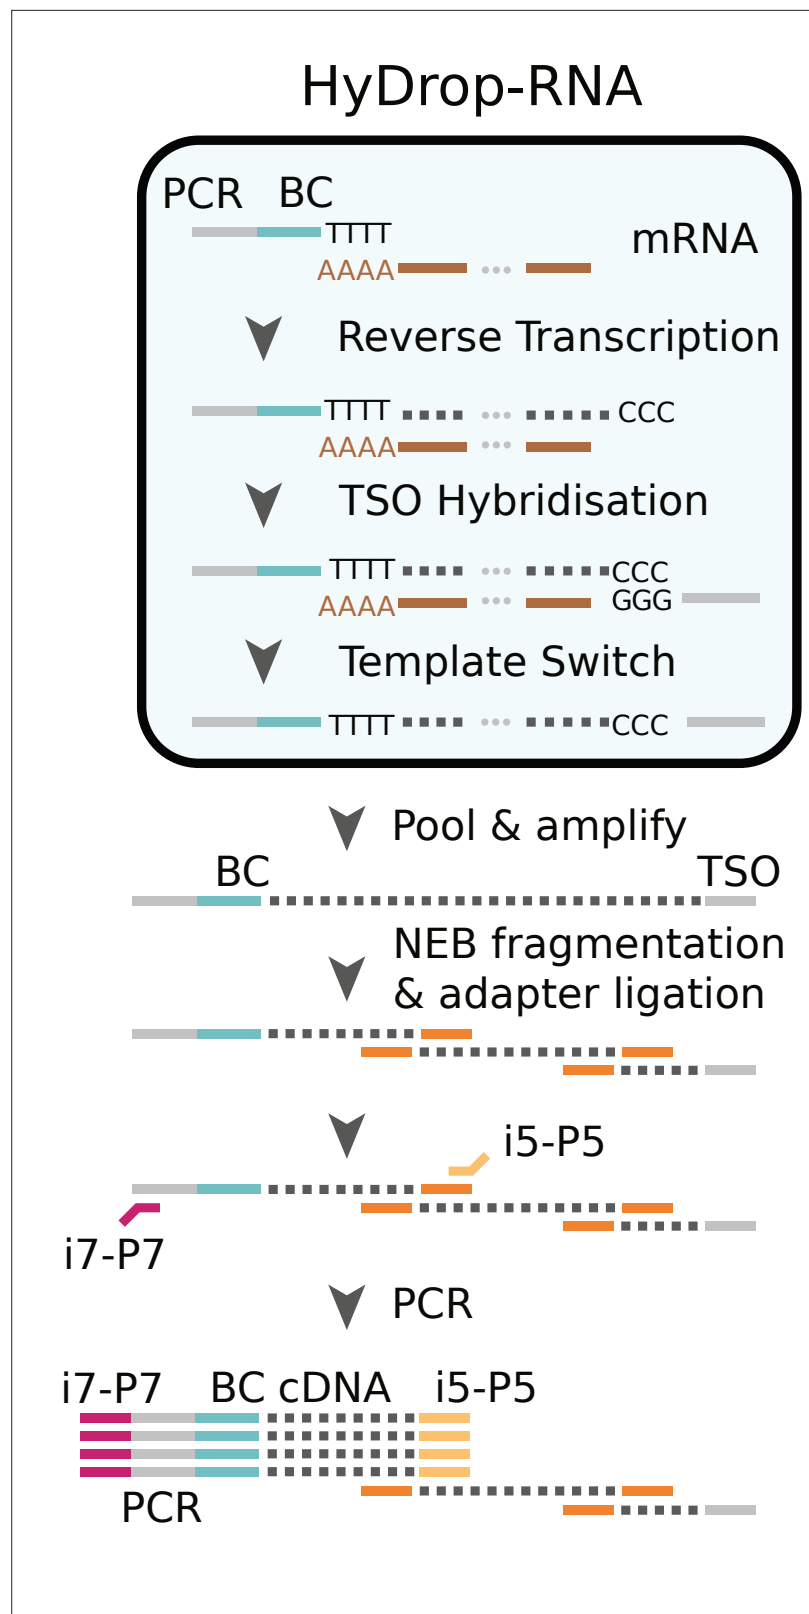 HyDrop-RNA
PCR BC
TTTT
mRNA
AAAA
Reverse Transcription
TTTT CCC
AAAA
TSO Hybridisation
TTTT CCC
AAAA GGG
Template Switch
TTTT CCC
Pool & amplify
BC TSO
NEB fragmentation
& adapter ligation
i5-P5
i7-P7
PCR
i7-P7 BC cDNA i5-P5
PCR